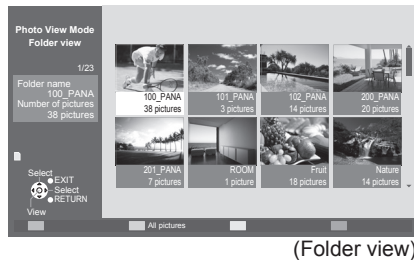 Photo View Mode
Folder view
1/23
Folder name
100_PANA
Number of pictures
38 pictures
Select
EXIT
Select
RETURN
View
100_PANA
38 pictures
101_PANA
3 pictures
102_PANA
14 pictures
200_PANA
20 pictures
201_PANA
7 pictures
ROOM
1 picture
Fruit
18 pictures
Nature
14 pictures
All pictures
(Folder view)